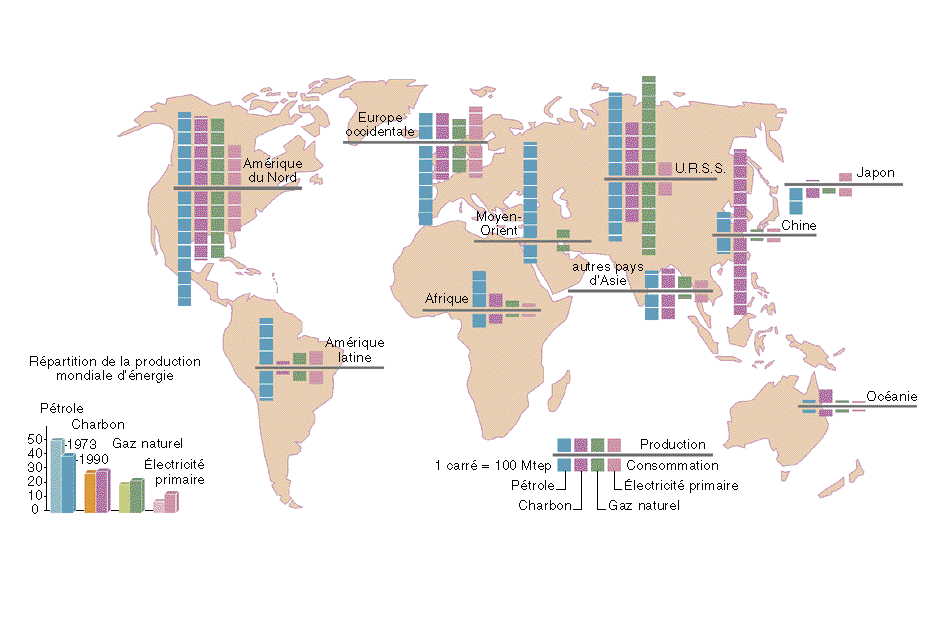 Europe
occidentale
Amérique
du Nord
U.R.S.S.
Japon
Moyen-
Orient
Chine
autres pays
d'Asie
Afrique
Amérique
latine
Océanie
Répartition de la production
mondiale d'énergie
Pétrole
Charbon
1973
Gaz naturel
1990
Électricité
primaire
50
40
30
20
10
0
Production
1 carré = 100 Mtep
Consommation
Pétrole
Électricité primaire
Charbon
Gaz naturel